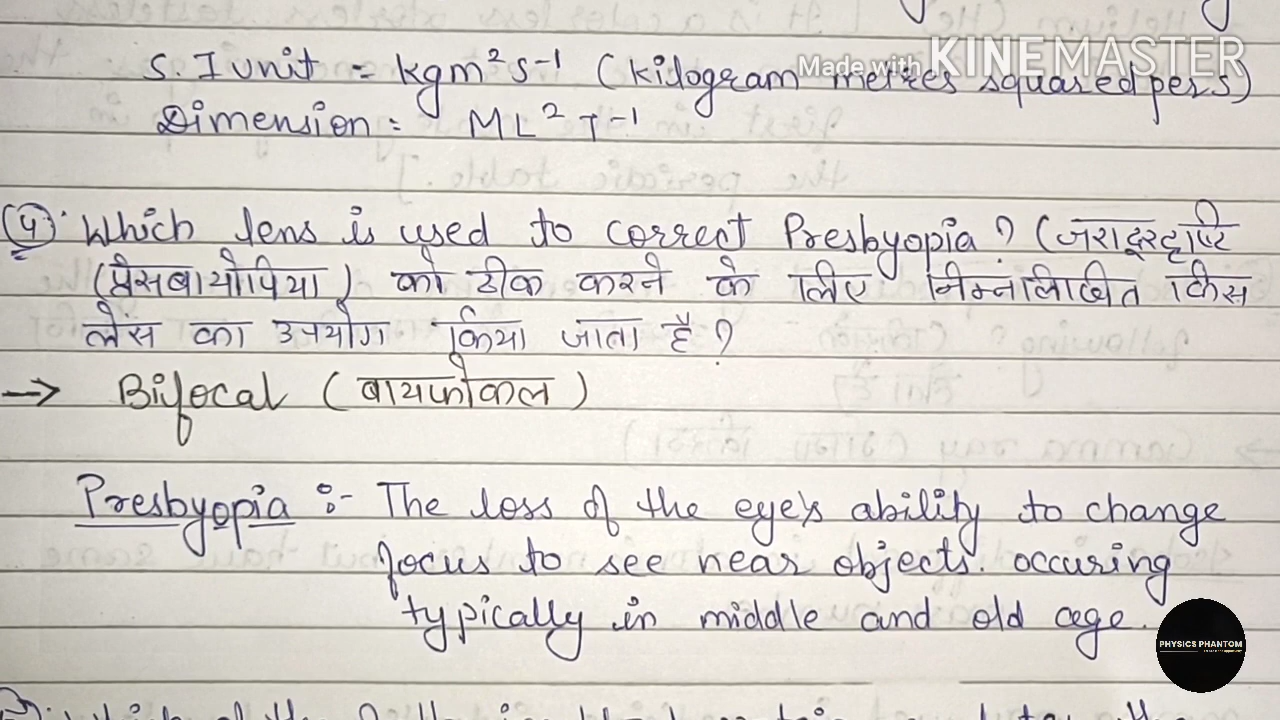 S. I unit = kgm²s⁻¹ (Kilogram metres squared per s)
Dimension = ML²T⁻¹
Made with KINEMASTER
(4) Which lens is used to correct Presbyopia? (जरादूरदृष्टि
(प्रेसबायोपिया) को ठीक करने के लिए निम्नलिखित किस
लेंस का उपयोग किया जाता है?
→ Bifocal (बायफोकल)
Presbyopia :- The loss of the eye's ability to change
focus to see near objects. occuring
typically in middle and old age.
PHYSICS PHANTOM